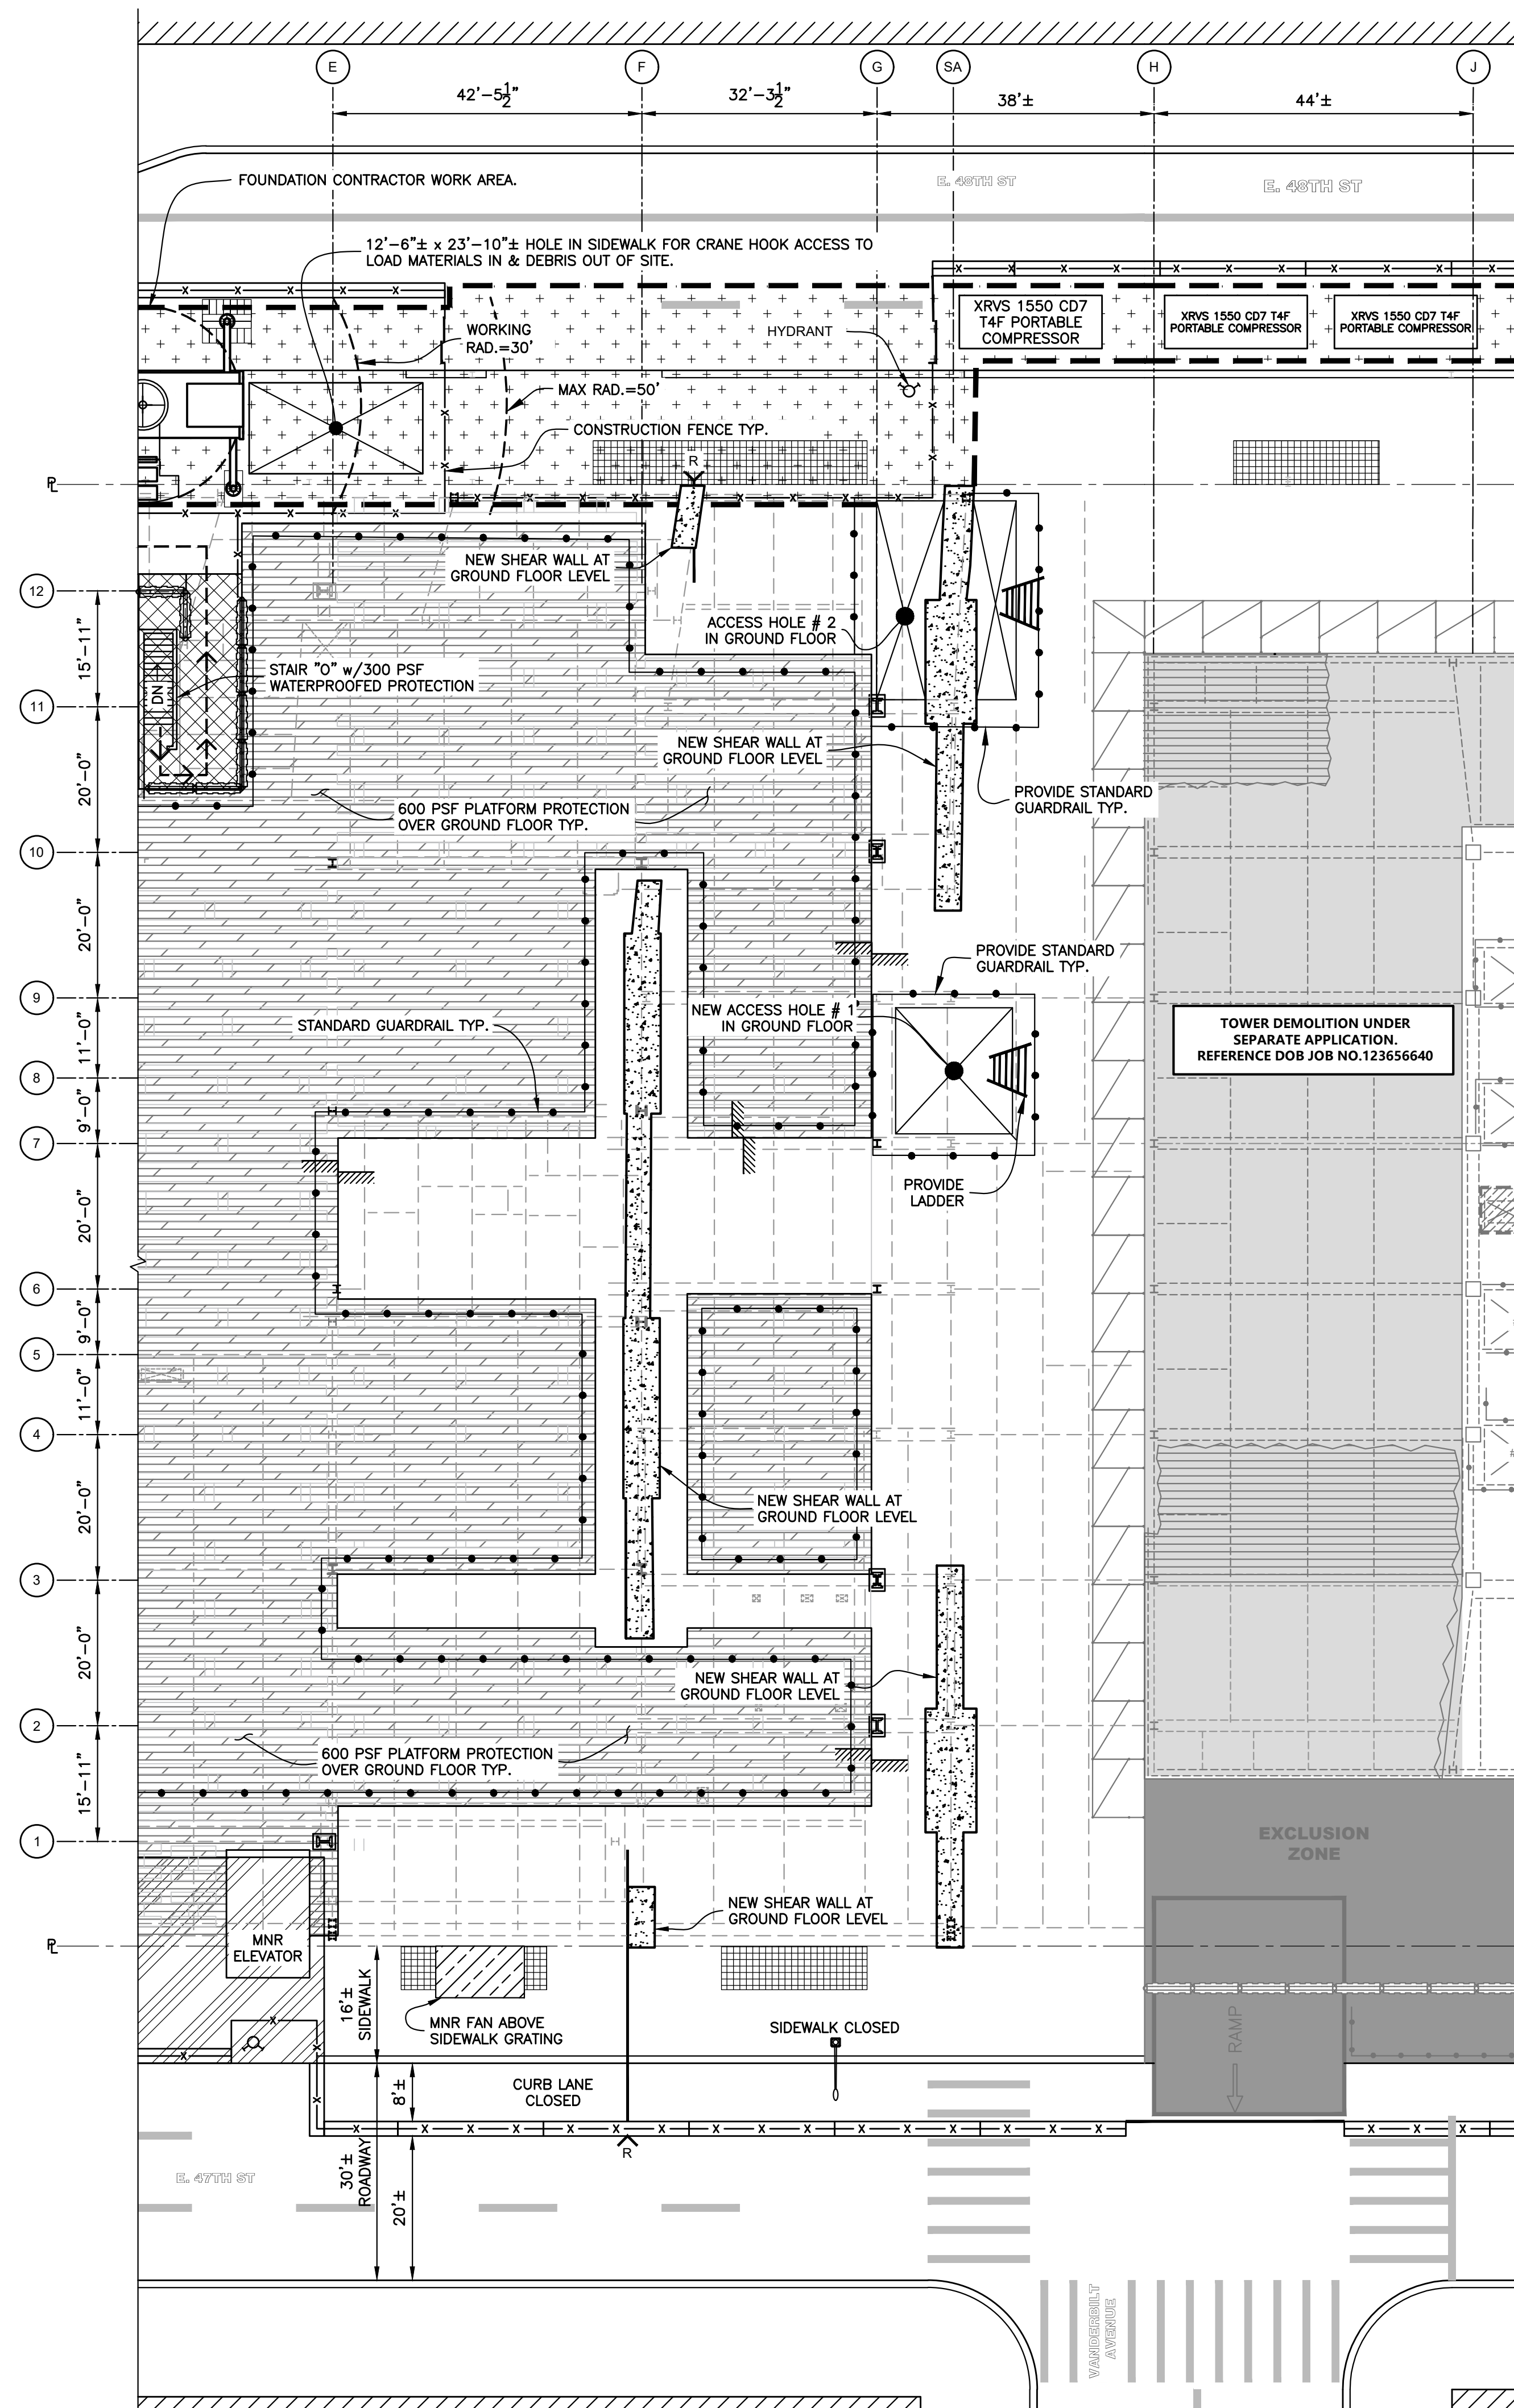 E
F
G
SA
H
J
42'-5 1/2"
32'-3 1/2"
38'±
44'±
FOUNDATION CONTRACTOR WORK AREA.
E. 48TH ST
E. 48TH ST
12'-6"± x 23'-10"± HOLE IN SIDEWALK FOR CRANE HOOK ACCESS TO
LOAD MATERIALS IN & DEBRIS OUT OF SITE.
WORKING
RAD.=30'
HYDRANT
XRVS 1550 CD7
T4F PORTABLE
COMPRESSOR
XRVS 1550 CD7 T4F
PORTABLE COMPRESSOR
XRVS 1550 CD7 T4F
PORTABLE COMPRESSOR
MAX RAD.=50'
CONSTRUCTION FENCE TYP.
R
PL
NEW SHEAR WALL AT
GROUND FLOOR LEVEL
12
ACCESS HOLE # 2
IN GROUND FLOOR
15'-11"
STAIR "O" w/300 PSF
WATERPROOFED PROTECTION
DN
11
NEW SHEAR WALL AT
GROUND FLOOR LEVEL
20'-0"
600 PSF PLATFORM PROTECTION
OVER GROUND FLOOR TYP.
PROVIDE STANDARD
GUARDRAIL TYP.
10
20'-0"
PROVIDE STANDARD
GUARDRAIL TYP.
9
NEW ACCESS HOLE # 1
IN GROUND FLOOR
STANDARD GUARDRAIL TYP.
TOWER DEMOLITION UNDER
SEPARATE APPLICATION.
REFERENCE DOB JOB NO.123656640
11'-0"
8
9'-0"
7
PROVIDE
LADDER
20'-0"
6
9'-0"
5
11'-0"
4
20'-0"
NEW SHEAR WALL AT
GROUND FLOOR LEVEL
3
20'-0"
NEW SHEAR WALL AT
GROUND FLOOR LEVEL
2
600 PSF PLATFORM PROTECTION
OVER GROUND FLOOR TYP.
15'-11"
1
EXCLUSION
ZONE
NEW SHEAR WALL AT
GROUND FLOOR LEVEL
PL
MNR
ELEVATOR
16'±
SIDEWALK
MNR FAN ABOVE
SIDEWALK GRATING
SIDEWALK CLOSED
RAMP
8'±
CURB LANE
CLOSED
R
30'±
ROADWAY
20'±
E. 47TH ST
VANDERBILT
AVENUE